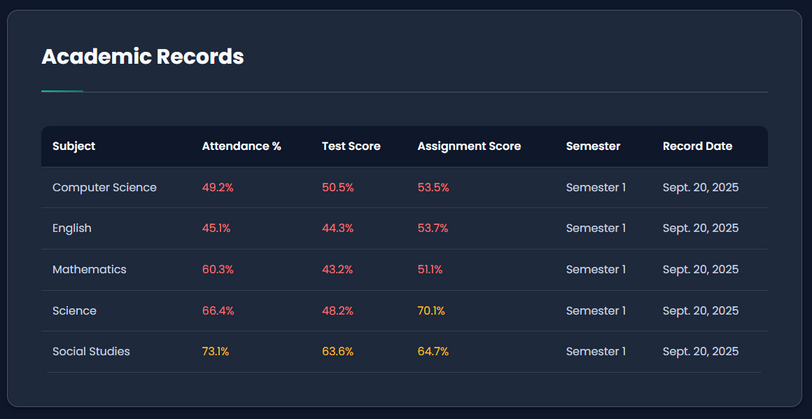 Academic Records
Subject Attendance % Test Score Assignment Score Semester Record Date
Computer Science 49.2% 50.5% 53.5% Semester 1 Sept. 20, 2025
English 45.1% 44.3% 53.7% Semester 1 Sept. 20, 2025
Mathematics 60.3% 43.2% 51.1% Semester 1 Sept. 20, 2025
Science 66.4% 48.2% 70.1% Semester 1 Sept. 20, 2025
Social Studies 73.1% 63.6% 64.7% Semester 1 Sept. 20, 2025